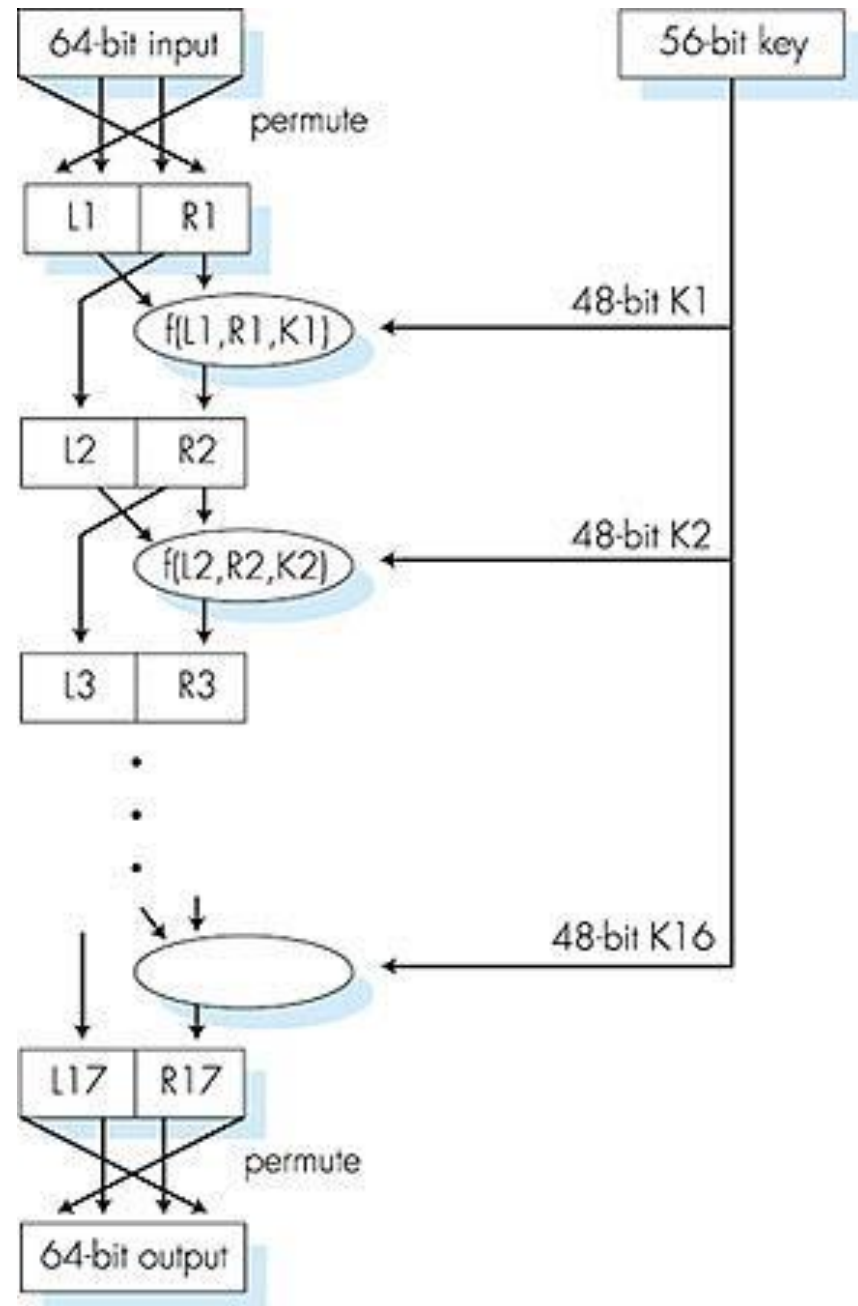 64-bit input
56-bit key
permute
L1 R1
48-bit K1
f(L1,R1,K1)
L2 R2
48-bit K2
f(L2,R2,K2)
L3 R3
48-bit K16
L17 R17
permute
64-bit output